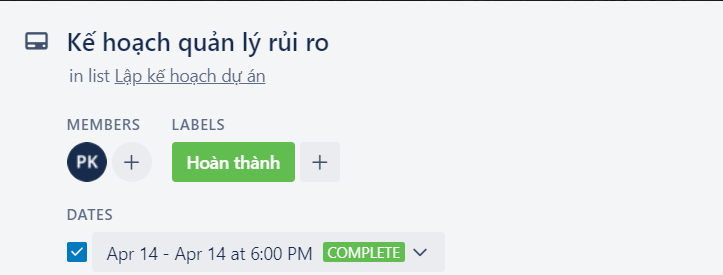 Kế hoạch quản lý rủi ro
in list Lập kế hoạch dự án
MEMBERS LABELS
PK + Hoàn thành +
DATES
Apr 14 - Apr 14 at 6:00 PM COMPLETE